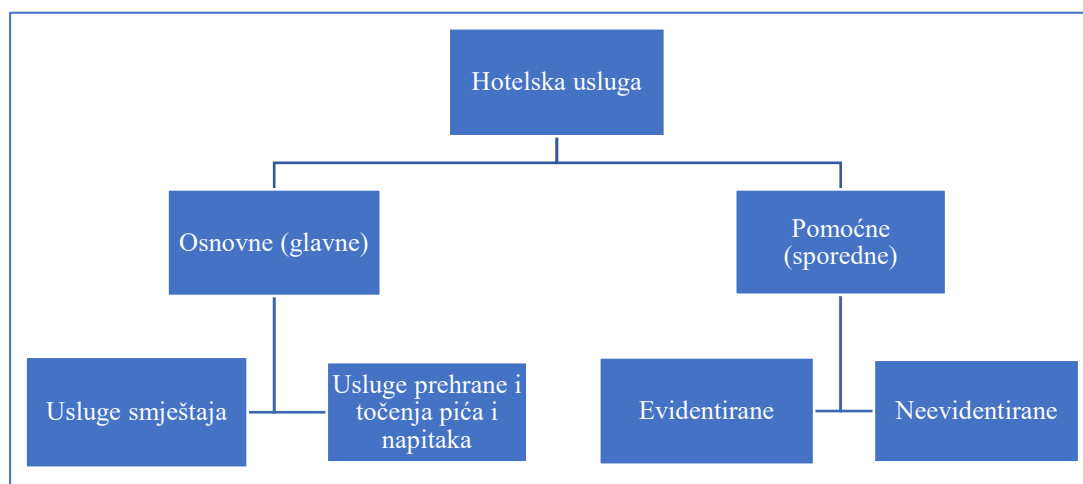 Hotelska usluga
Osnovne (glavne)
Pomoćne
(sporedne)
Usluge smještaja
Usluge prehrane i
točenja pića i
napitaka
Evidentirane
Neevidentirane